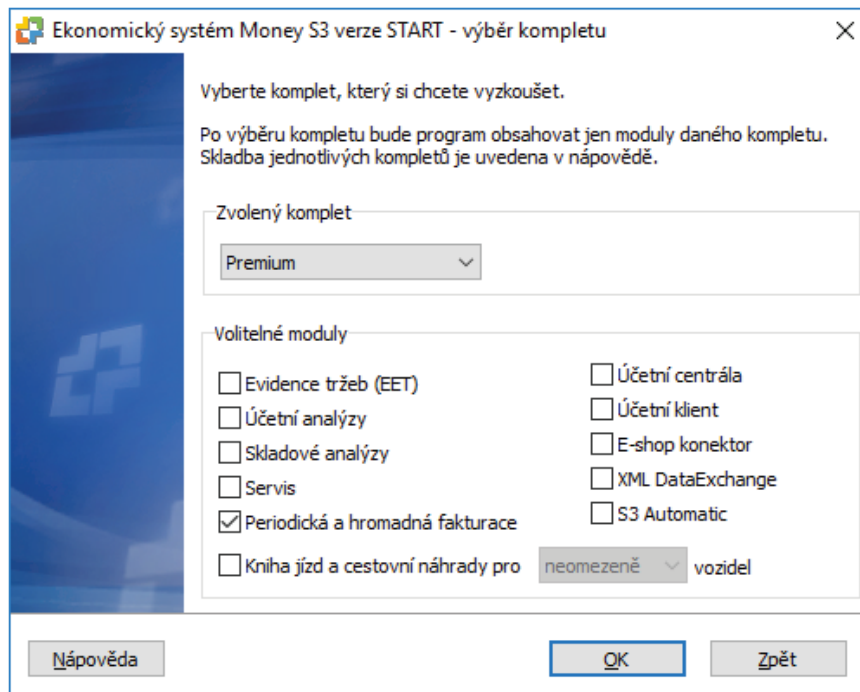 Ekonomický systém Money S3 verze START - výběr kompletu
Vyberte komplet, který si chcete vyzkoušet.
Po výběru kompletu bude program obsahovat jen moduly daného kompletu.
Skladba jednotlivých kompletů je uvedena v nápovědě.
Zvolený komplet
Premium
Volitelné moduly
Evidence tržeb (EET)
Účetní analýzy
Skladové analýzy
Servis
Periodická a hromadná fakturace
Kniha jízd a cestovní náhrady pro neomezeně vozidel
Účetní centrála
Účetní klient
E-shop konektor
XML DataExchange
S3 Automatic
Nápověda
OK
Zpět